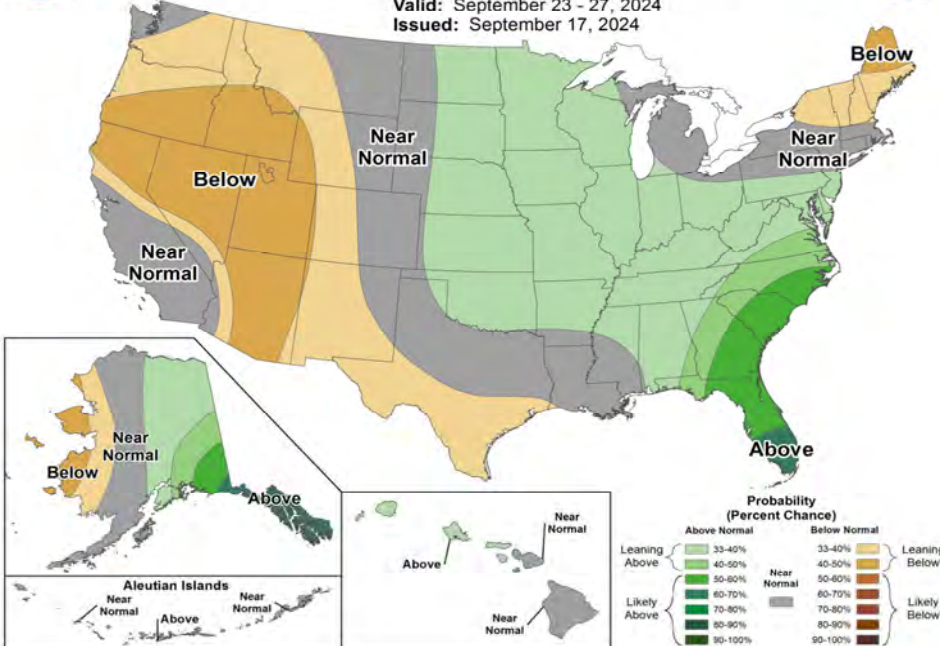 Valid: September 23 - 27, 2024
Issued: September 17, 2024
Below
Near
Normal
Near
Normal
Below
Near
Normal
Above
Near
Normal
Below
Above
Aleutian Islands
Near
Normal
Above
Near
Normal
Above
Near
Normal
Near
Normal
Probability
(Percent Chance)
Above Normal
Below Normal
Leaning
Above
33-40%
40-50%
Likely
Above
50-60%
60-70%
70-80%
80-90%
90-100%
Near
Normal
33-40%
40-50%
Leaning
Below
50-60%
60-70%
70-80%
80-90%
90-100%
Likely
Below